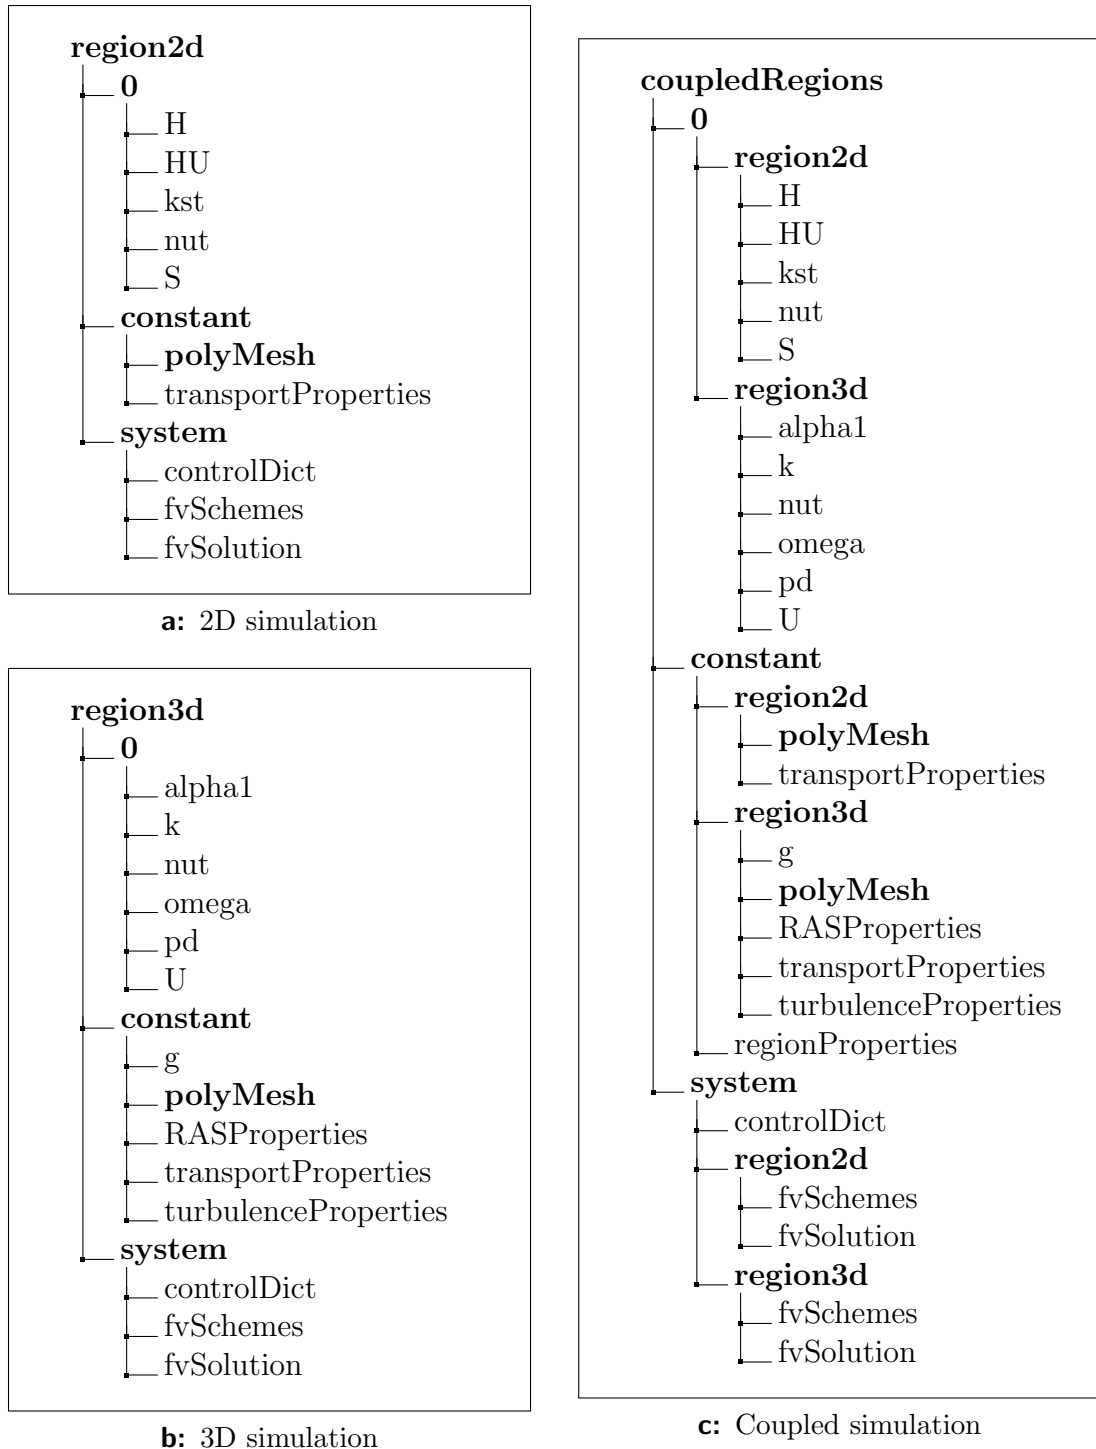 region2d
0
H
HU
kst
nut
S
constant
polyMesh
transportProperties
system
controlDict
fvSchemes
fvSolution
a: 2D simulation
region3d
0
alpha1
k
nut
omega
pd
U
constant
g
polyMesh
RASProperties
transportProperties
turbulenceProperties
system
controlDict
fvSchemes
fvSolution
b: 3D simulation
coupledRegions
0
region2d
H
HU
kst
nut
S
region3d
alpha1
k
nut
omega
pd
U
constant
region2d
polyMesh
transportProperties
region3d
g
polyMesh
RASProperties
transportProperties
turbulenceProperties
regionProperties
system
controlDict
region2d
fvSchemes
fvSolution
region3d
fvSchemes
fvSolution
c: Coupled simulation